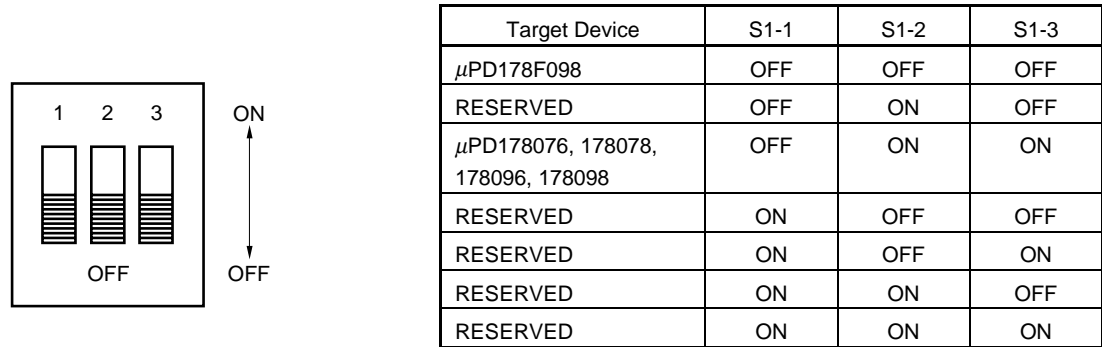 1 2 3
ON
OFF
OFF
Target Device S1-1 S1-2 S1-3
μPD178F098 OFF OFF OFF
RESERVED OFF ON OFF
μPD178076, 178078, OFF ON ON
178096, 178098
RESERVED ON OFF OFF
RESERVED ON OFF ON
RESERVED ON ON OFF
RESERVED ON ON ON